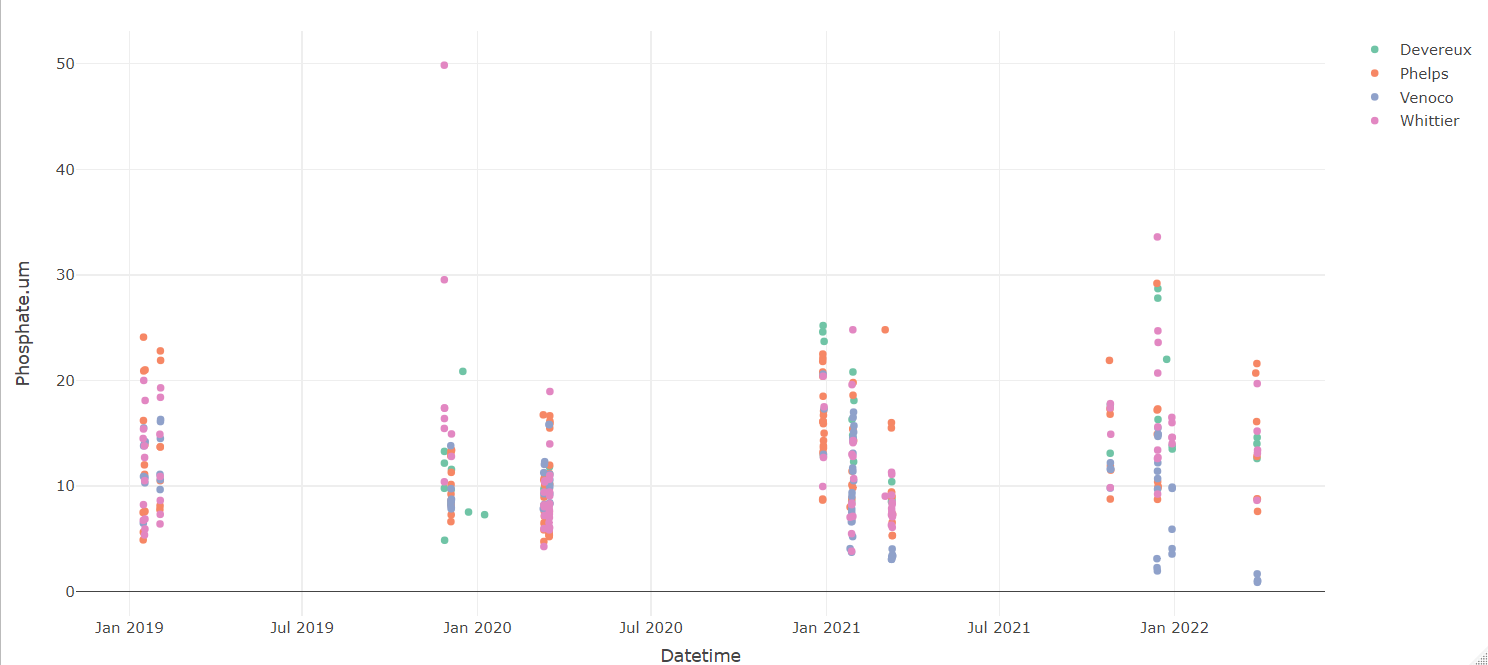 Phosphate.um
50
40
30
20
10
0
Jan 2019
Jul 2019
Jan 2020
Jul 2020
Jan 2021
Jul 2021
Jan 2022
Datetime
Devereux
Phelps
Venoco
Whittier